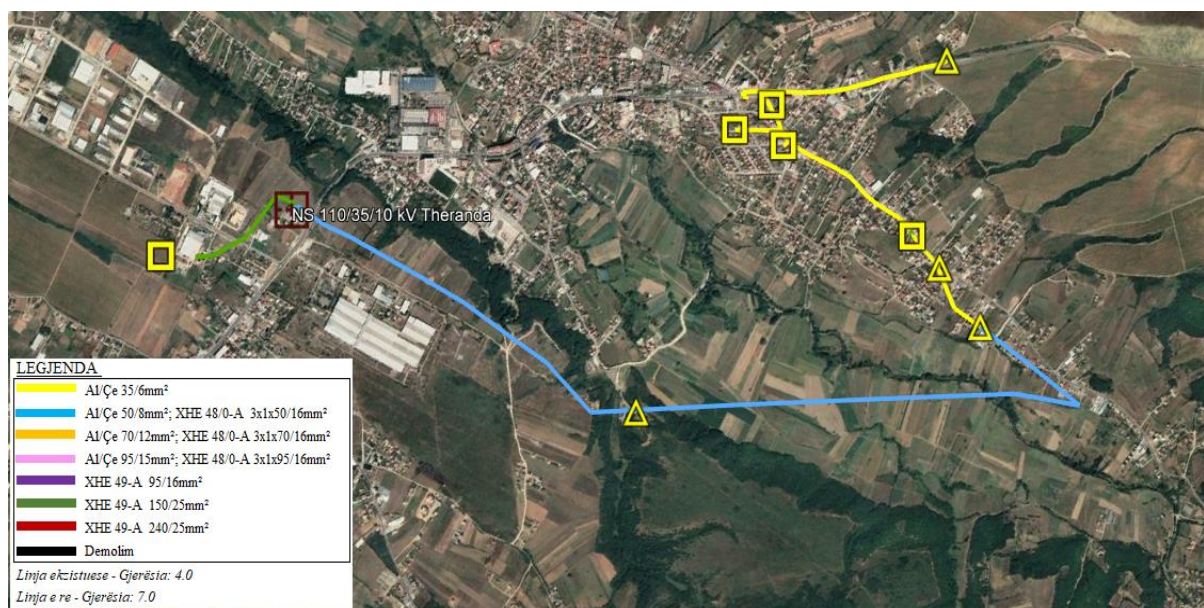 NS 110/35/10 kV Theranda
LEGJENDA
Al/Çe 35/6mm²
Al/Çe 50/8mm²; XHE 48/0-A 3x1x50/16mm²
Al/Çe 70/12mm²; XHE 48/0-A 3x1x70/16mm²
Al/Çe 95/15mm²; XHE 48/0-A 3x1x95/16mm²
XHE 49-A 95/16mm²
XHE 49-A 150/25mm²
XHE 49-A 240/25mm²
Demolim
Linja ekzistuese - Gjerësia: 4.0
Linja e re - Gjerësia: 7.0